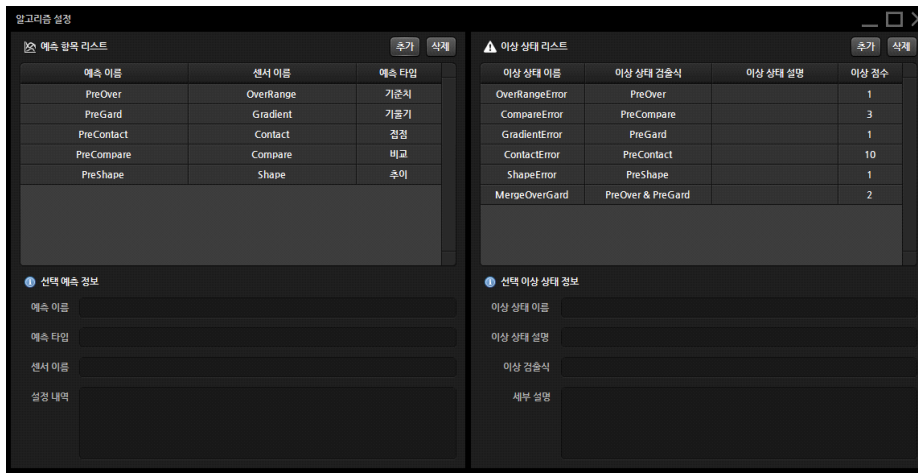 알고리즘 설정
예측 항목 리스트 추가 삭제
예측 이름 센서 이름 예측 타입
PreOver OverRange 기준치
PreGard Gradient 기울기
PreContact Contact 접점
PreCompare Compare 비교
PreShape Shape 추이
선택 예측 정보
예측 이름
예측 타입
센서 이름
설정 내역
이상 상태 리스트 추가 삭제
이상 상태 이름 이상 상태 검출식 이상 상태 설명 이상 점수
OverRangeError PreOver 1
CompareError PreCompare 3
GradientError PreGard 1
ContactError PreContact 10
ShapeError PreShape 1
MergeOverGard PreOver & PreGard 2
선택 이상 상태 정보
이상 상태 이름
이상 상태 설명
이상 검출식
세부 설명